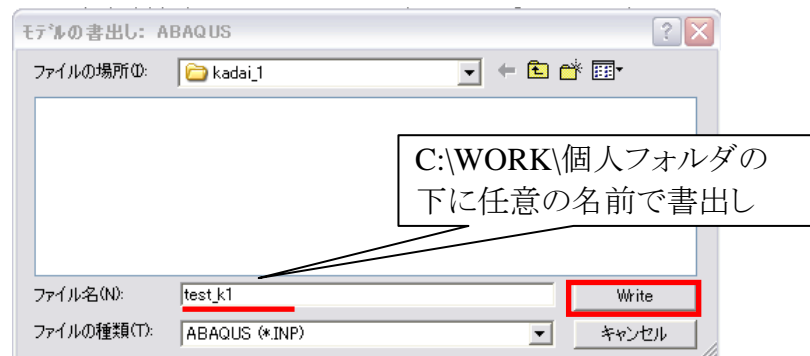 モデルの書出し: ABAQUS
ファイルの場所(I):
kadai_1
C:\WORK\個人フォルダの
下に任意の名前で書出し
ファイル名(N):
test_k1
Write
ファイルの種類(T):
ABAQUS (*.INP)
キャンセル